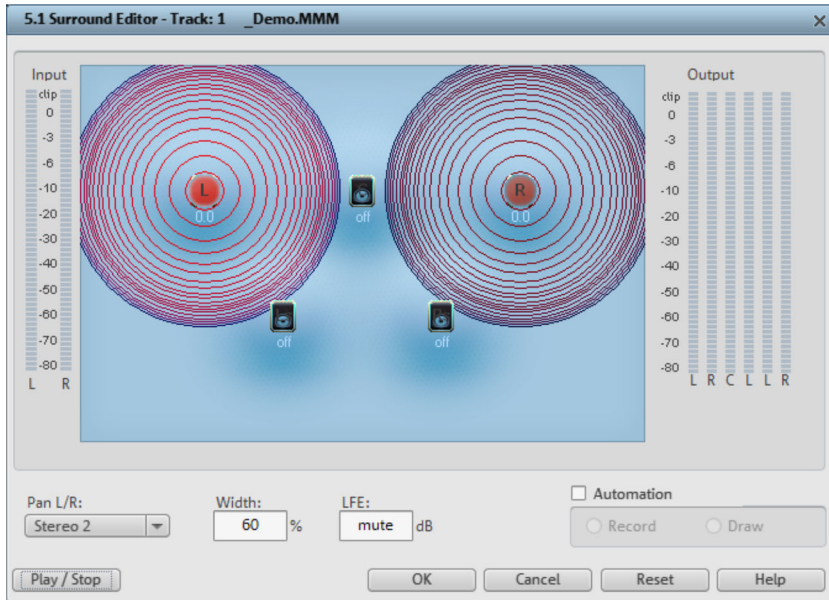 5.1 Surround Editor - Track: 1 _Demo.MMM
Input
Output
clip
0
-3
-6
-10
-20
-30
-40
-50
-60
-70
-80
L R
L
0.0
R
0.0
off
off
off
clip
0
-3
-6
-10
-20
-30
-40
-50
-60
-70
-80
L R C L L R
Pan L/R:
Stereo 2
Width:
60 %
LFE:
mute dB
Automation
Record Draw
Play / Stop OK Cancel Reset Help